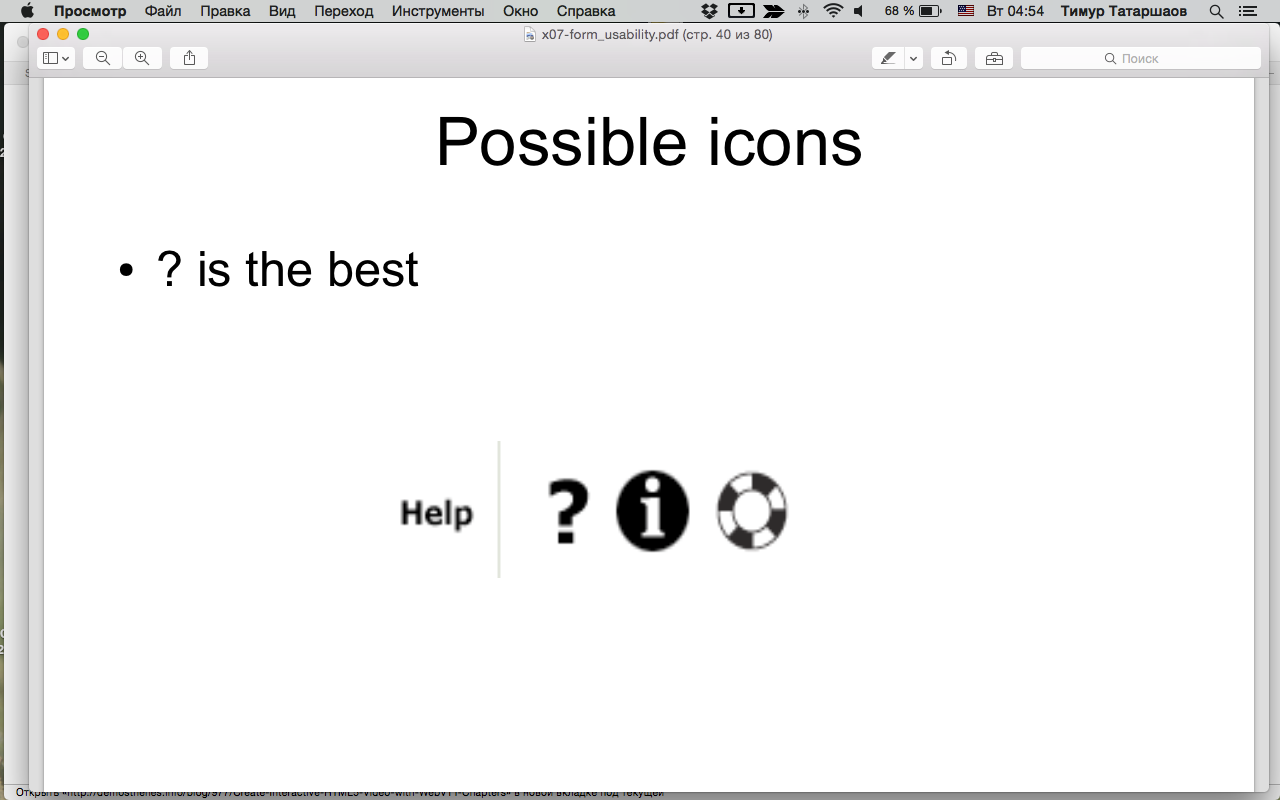 Просмотр Файл Правка Вид Переход Инструменты Окно Справка 68 % Вт 04:54 Тимур Татаршаов
x07-form_usability.pdf (стр. 40 из 80)
Поиск
Possible icons
• ? is the best
Help ? i
Открыть «http://demosthenes.info/blog/977/Create-Interactive-HTML5-Video-with-WebVTT-Chapters» в новой вкладке под текущей